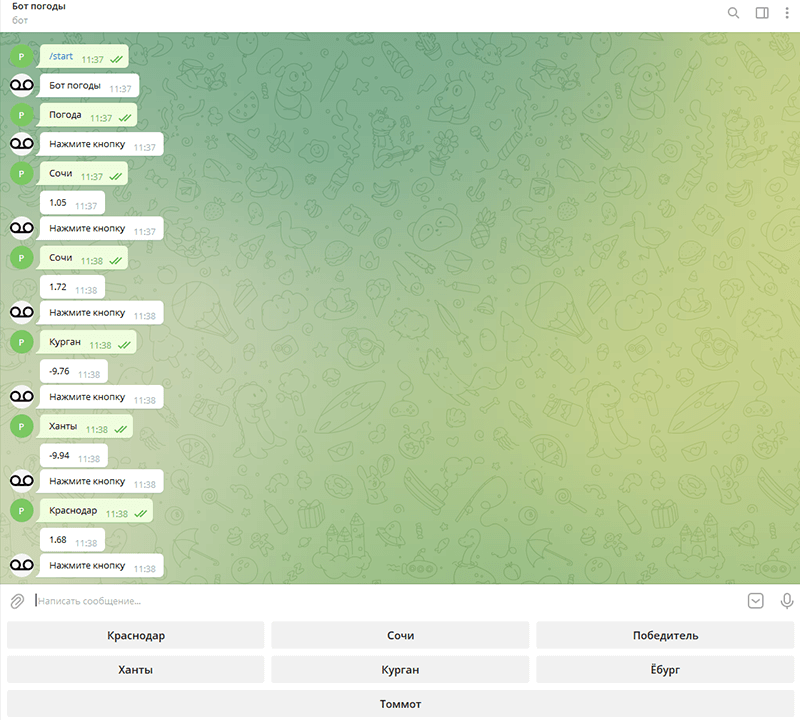 Бот погоды
бот
P
/start 11:37
Бот погоды 11:37
P
Погода 11:37
Нажмите кнопку 11:37
P
Сочи 11:37
1.05 11:37
Нажмите кнопку 11:37
P
Сочи 11:38
1.72 11:38
Нажмите кнопку 11:38
P
Курган 11:38
-9.76 11:38
Нажмите кнопку 11:38
P
Ханты 11:38
-9.94 11:38
Нажмите кнопку 11:38
P
Краснодар 11:38
1.68 11:38
Нажмите кнопку 11:38
Написать сообщение...
Краснодар Сочи Победитель
Ханты Курган Ёбург
Томмот